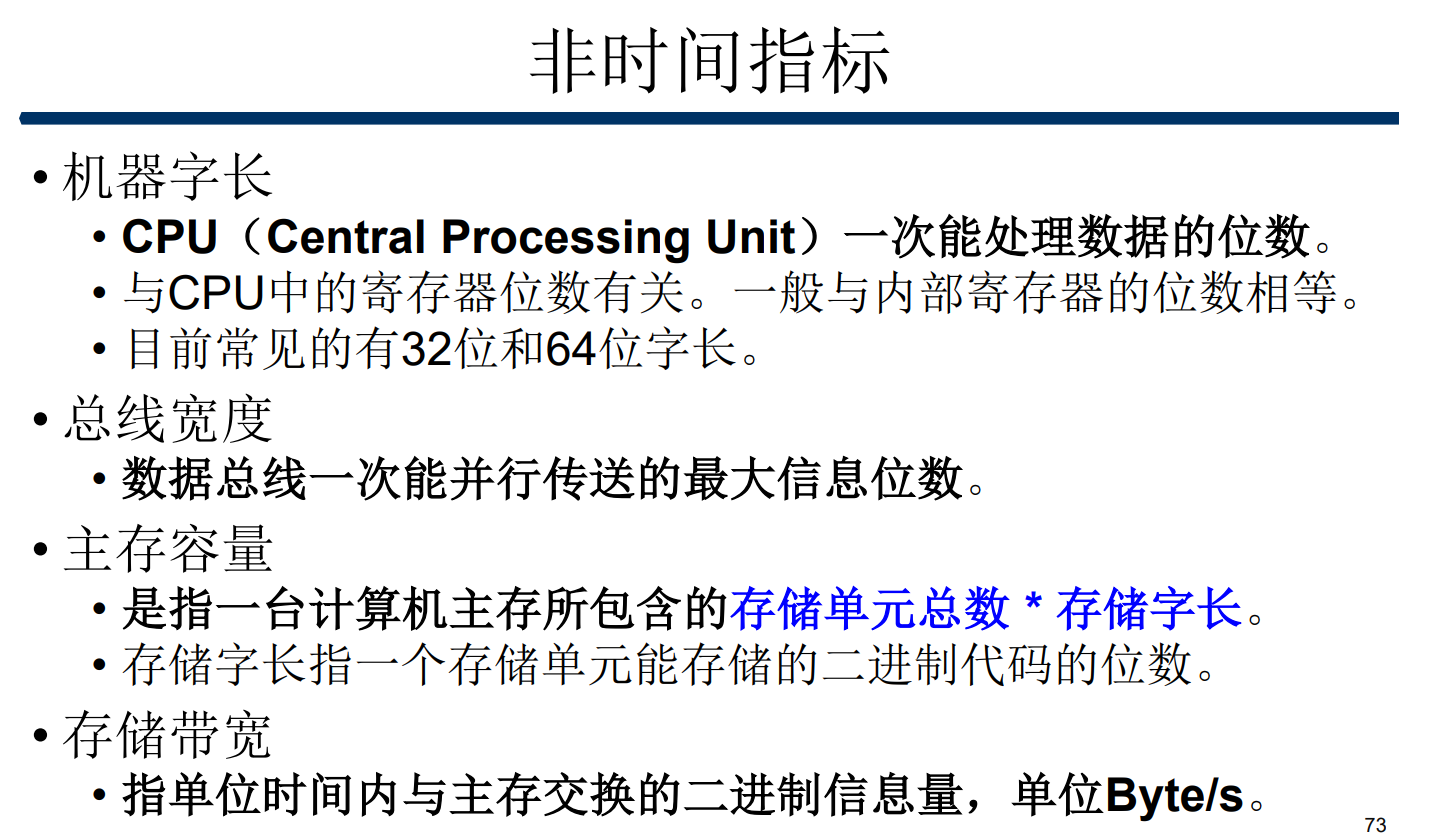 非时间指标
• 机器字长
• CPU（Central Processing Unit）一次能处理数据的位数。
• 与CPU中的寄存器位数有关。一般与内部寄存器的位数相等。
• 目前常见的有32位和64位字长。
• 总线宽度
• 数据总线一次能并行传送的最大信息位数。
• 主存容量
• 是指一台计算机主存所包含的存储单元总数 * 存储字长。
• 存储字长指一个存储单元能存储的二进制代码的位数。
• 存储带宽
• 指单位时间内与主存交换的二进制信息量，单位Byte/s。
73